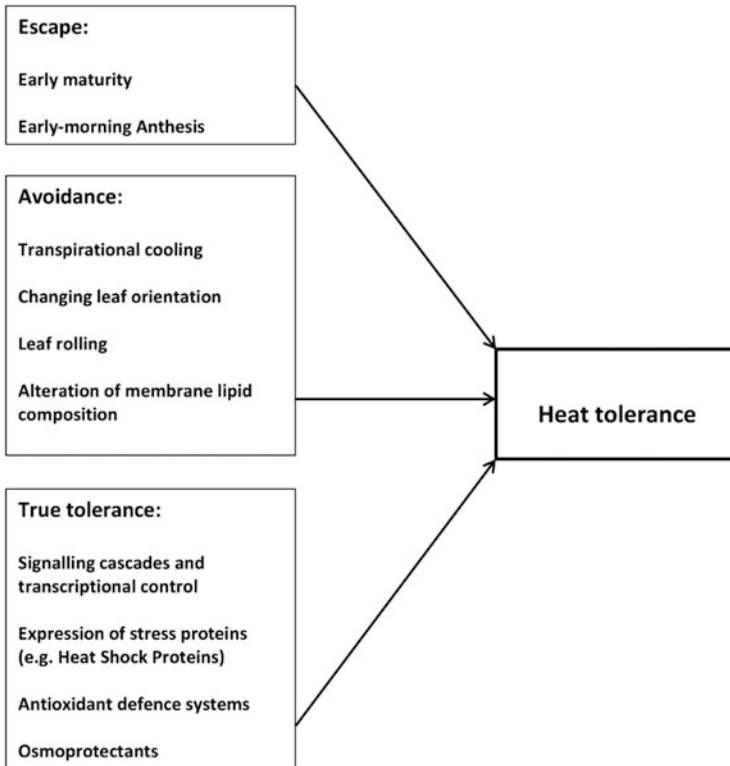 Escape:
Early maturity
Early-morning Anthesis
Avoidance:
Transpirational cooling
Changing leaf orientation
Leaf rolling
Alteration of membrane lipid
composition
Heat tolerance
True tolerance:
Signalling cascades and
transcriptional control
Expression of stress proteins
(e.g. Heat Shock Proteins)
Antioxidant defence systems
Osmoprotectants